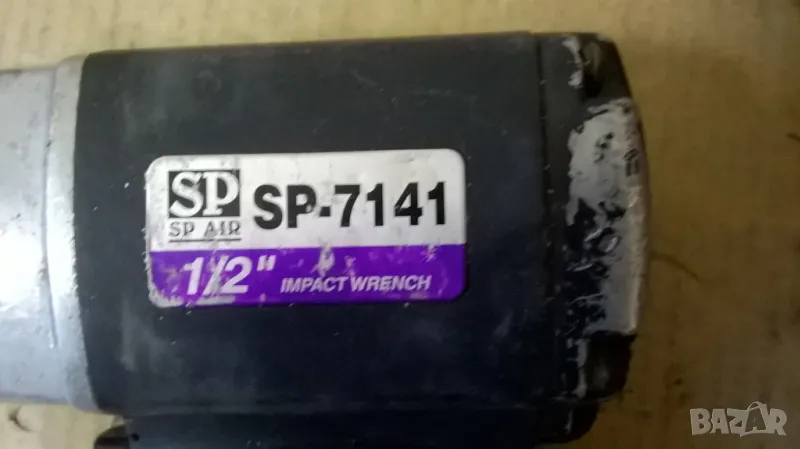 SP
SP AIR
SP-7141
1/2" IMPACT WRENCH
BAZAR